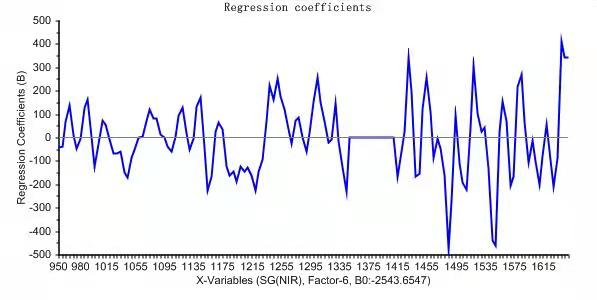 Regression coefficients
Regression Coefficients (B)
500
400
300
200
100
0
-100
-200
-300
-400
-500
950 980 1015 1055 1095 1135 1175 1215 1255 1295 1335 1375 1415 1455 1495 1535 1575 1615
X-Variables (SG(NIR), Factor-6, B0:-2543.6547)